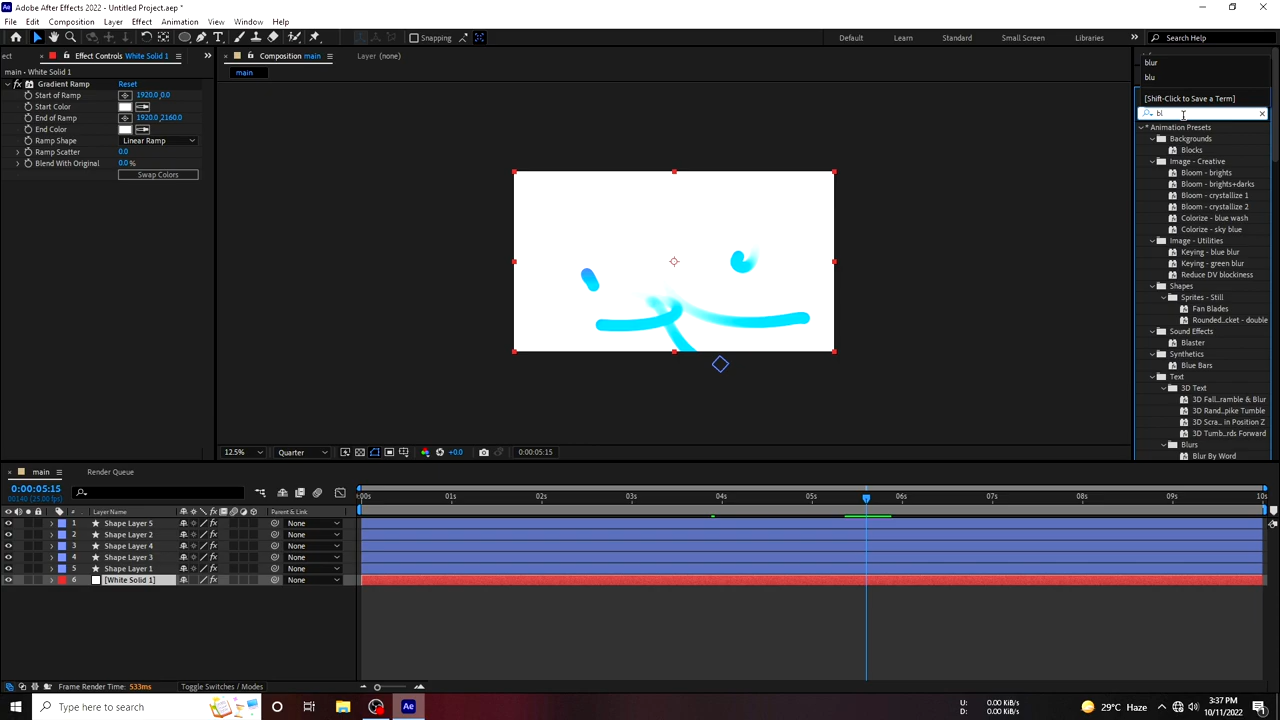 Adobe After Effects 2022 - Untitled Project.aep *
File Edit Composition Layer Effect Animation View Window Help
Snapping
Default Learn Standard Small Screen Libraries
Search Help
Effect Controls White Solid 1
main • White Solid 1
fx Gradient Ramp Reset
Start of Ramp 1920.0,0.0
Start Color
End of Ramp 1920.0,2160.0
End Color
Ramp Shape Linear Ramp
Ramp Scatter 0.0
Blend With Original 0.0 %
Swap Colors
Composition main
Layer (none)
main
12.5%
Quarter
+0.0
0:00:05:15
blur
blu
[Shift-Click to Save a Term]
bl
* Animation Presets
Backgrounds
Blocks
Image - Creative
Bloom - brights
Bloom - brights+darks
Bloom - crystallize 1
Bloom - crystallize 2
Colorize - blue wash
Colorize - sky blue
Image - Utilities
Keying - blue blur
Keying - green blur
Reduce DV blockiness
Shapes
Sprites - Still
Fan Blades
Rounded...cket - double
Sound Effects
Blaster
Synthetics
Blue Bars
Text
3D Text
3D Fall...ramble & Blur
3D Rand...pike Tumble
3D Scra... in Position Z
3D Tumb...rds Forward
Blurs
Blur By Word
main
Render Queue
0:00:05:15
00140 (25.00 fps)
# Layer Name Parent & Link
1 Shape Layer 5 None
2 Shape Layer 2 None
3 Shape Layer 4 None
4 Shape Layer 3 None
5 Shape Layer 1 None
6 [White Solid 1] None
:00s 01s 02s 03s 04s 05s 06s 07s 08s 09s 10s
Frame Render Time: 533ms
Toggle Switches / Modes
Type here to search
U: 0.00 KiB/s
D: 0.00 KiB/s
29°C Haze
3:37 PM
10/11/2022